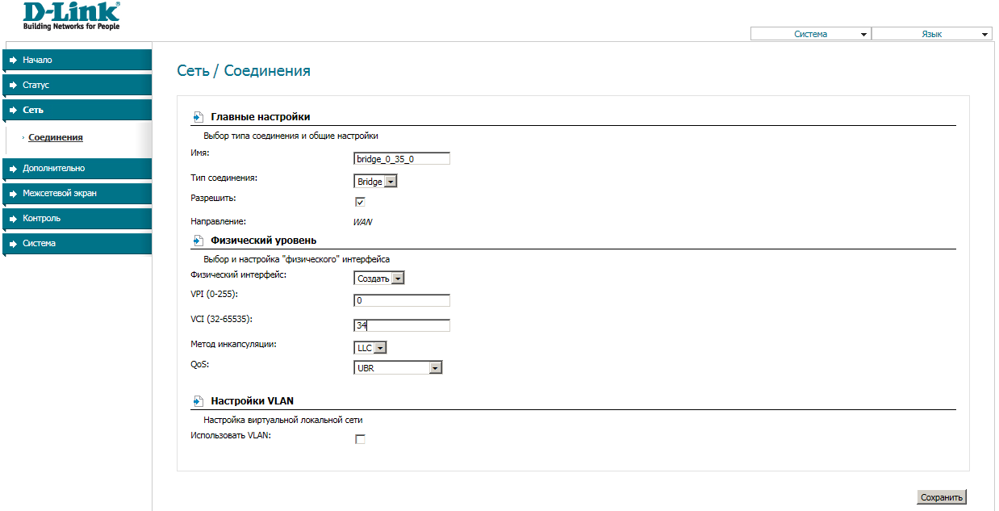 D-Link®
Building Networks for People
Система
Язык
Начало
Статус
Сеть
Соединения
Дополнительно
Межсетевой экран
Контроль
Система
Сеть / Соединения
Главные настройки
Выбор типа соединения и общие настройки
Имя:
bridge_0_35_0
Тип соединения:
Bridge
Разрешить:
Направление:
WAN
Физический уровень
Выбор и настройка "физического" интерфейса
Физический интерфейс:
Создать
VPI (0-255):
0
VCI (32-65535):
34
Метод инкапсуляции:
LLC
QoS:
UBR
Настройки VLAN
Настройка виртуальной локальной сети
Использовать VLAN:
Сохранить